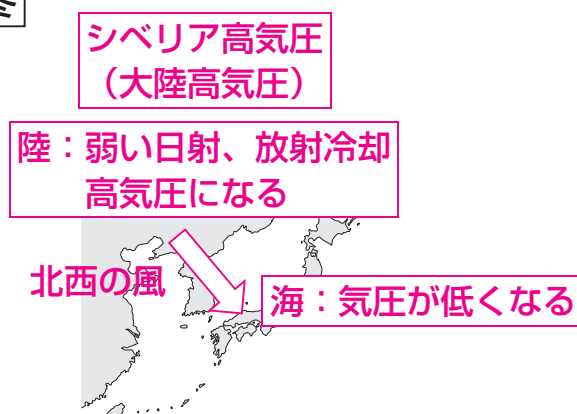 シベリア高気圧
（大陸高気圧）
陸：弱い日射、放射冷却
高気圧になる
北西の風
海：気圧が低くなる